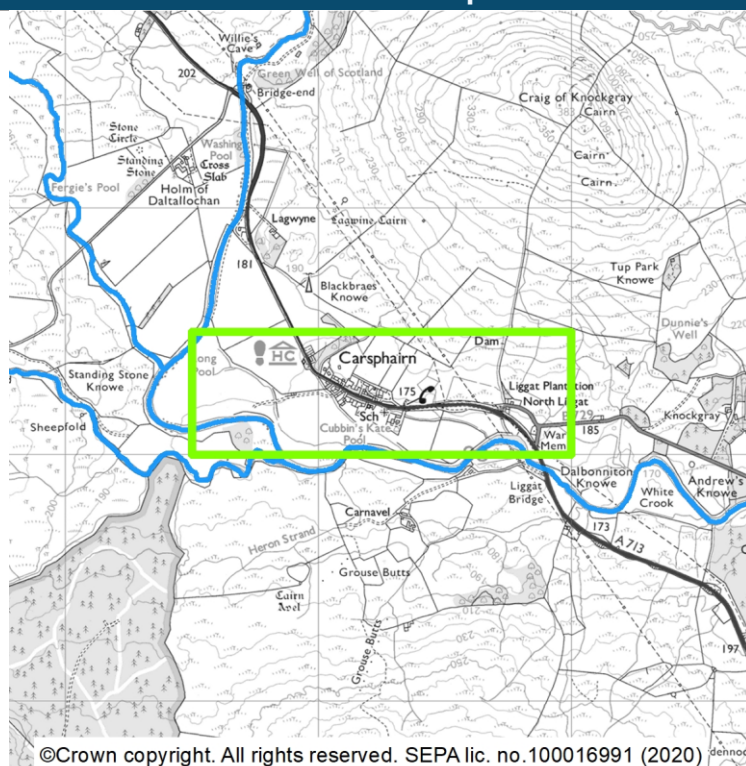 Willie's
Cave
202
Green Well of Scotland
Bridge-end
Craig of Knockgray
Cairn
Stone
Circle
Standing
Stone
Washing
Pool
Cross
Slab
Cairn
Cairn
Fergie's Pool
Holm of
Daltallochan
Lagwyne
Lagwine Cairn
181
190
Blackbraes
Knowe
Tup Park
Knowe
Dunnie's
Well
Long
Pool
HC
Carsphairn
Dam
Standing Stone
Knowe
175
Liggat Plantation
North Liggat
Sheepfold
Sch
Cubbin's Kate
Pool
B729
185
War
Mem
Knockgray
Dalbonniton
Knowe
170
White
Crook
Andrew's
Knowe
Liggat
Bridge
Carnavel
173
A 713
Heron Strand
Grouse Butts
Cairn
Avel
Grouse Butts
197
©Crown copyright. All rights reserved. SEPA lic. no.100016991 (2020)